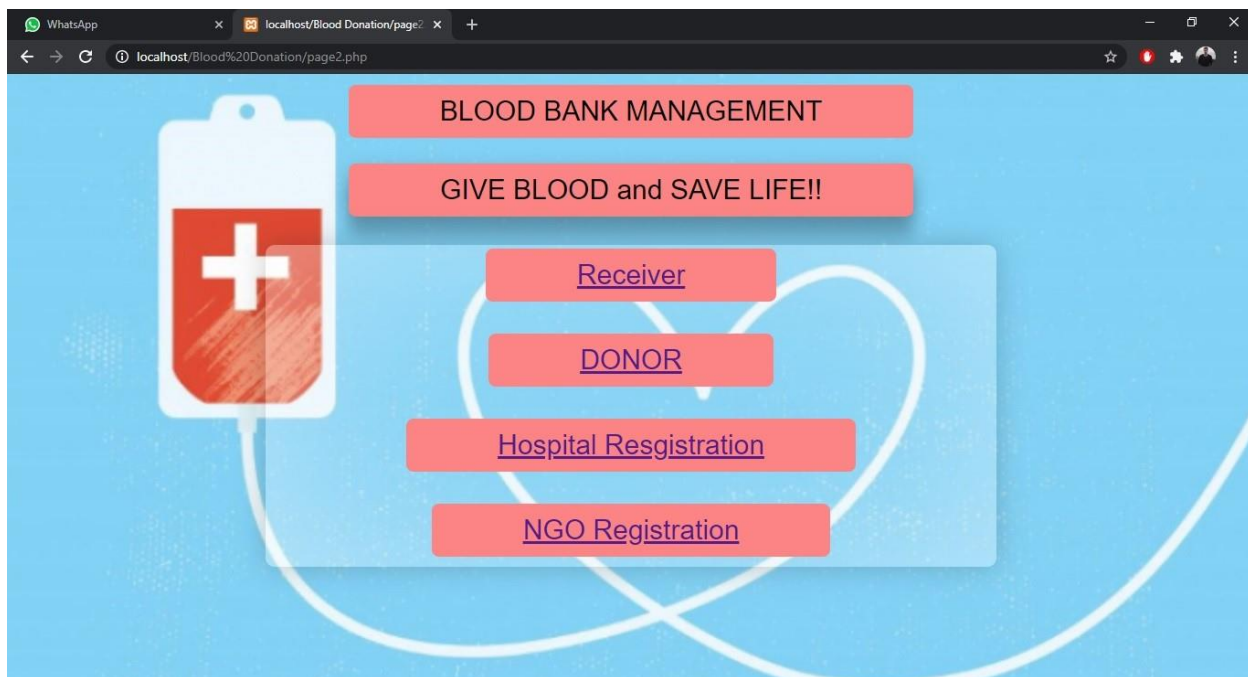 WhatsApp
localhost/Blood Donation/page2
localhost/Blood%20Donation/page2.php
BLOOD BANK MANAGEMENT
GIVE BLOOD and SAVE LIFE!!
Receiver
DONOR
Hospital Resgistration
NGO Registration